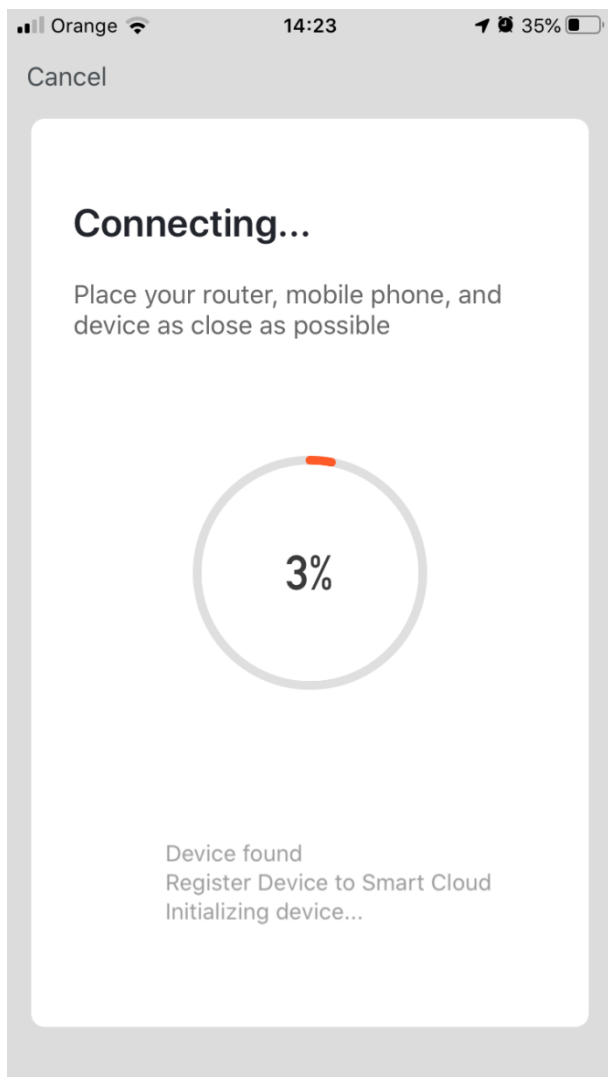 Orange 14:23 35%
Cancel
Connecting...
Place your router, mobile phone, and
device as close as possible
3%
Device found
Register Device to Smart Cloud
Initializing device...